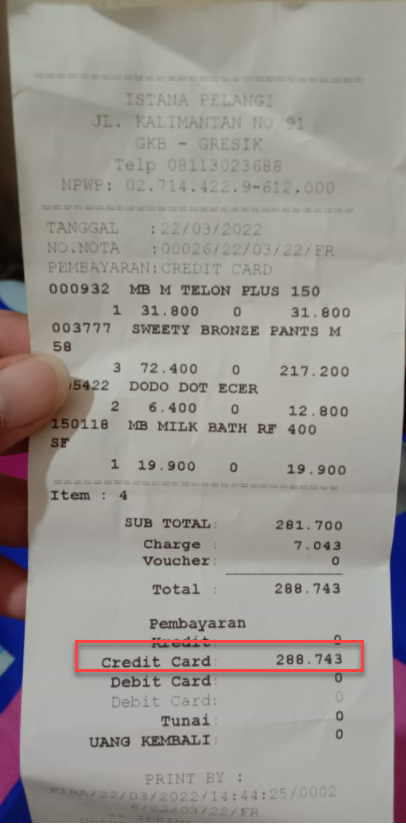 ISTANA PELANGI
JL. KALIMANTAN NO 91
GKB - GRESIK
Telp 08113023688
NPWP: 02.714.422.9-612.000
TANGGAL : 22/03/2022
NO.NOTA : 00026/22/03/22/FR
PEMBAYARAN: CREDIT CARD
000932 MB M TELON PLUS 150
1 31.800 0 31.800
003777 SWEETY BRONZE PANTS M
58
3 72.400 0 217.200
5422 DODO DOT ECER
2 6.400 0 12.800
150118 MB MILK BATH RF 400
SF
1 19.900 0 19.900
Item : 4
SUB TOTAL: 281.700
Charge : 7.043
Voucher: 0
Total : 288.743
Pembayaran
Kredit: 0
Credit Card: 288.743
Debit Card: 0
Debit Card: 0
Tunai: 0
UANG KEMBALI: 0
PRINT BY :
/22/03/2022/14:44:25/0002
/22/03/22/FR